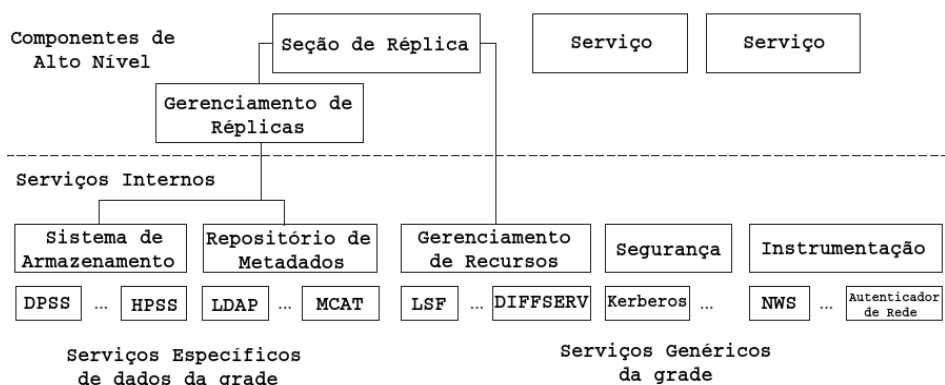 Componentes de
Alto Nível
Seção de Réplica
Serviço
Serviço
Gerenciamento de
Réplicas
Serviços Internos
Sistema de
Armazenamento
Repositório de
Metadados
Gerenciamento
de Recursos
Segurança
Instrumentação
DPSS
...
HPSS
LDAP
...
MCAT
LSF
...
DIFFSERV
Kerberos
...
NWS
...
Autenticador
de Rede
Serviços Específicos
de dados da grade
Serviços Genéricos
da grade